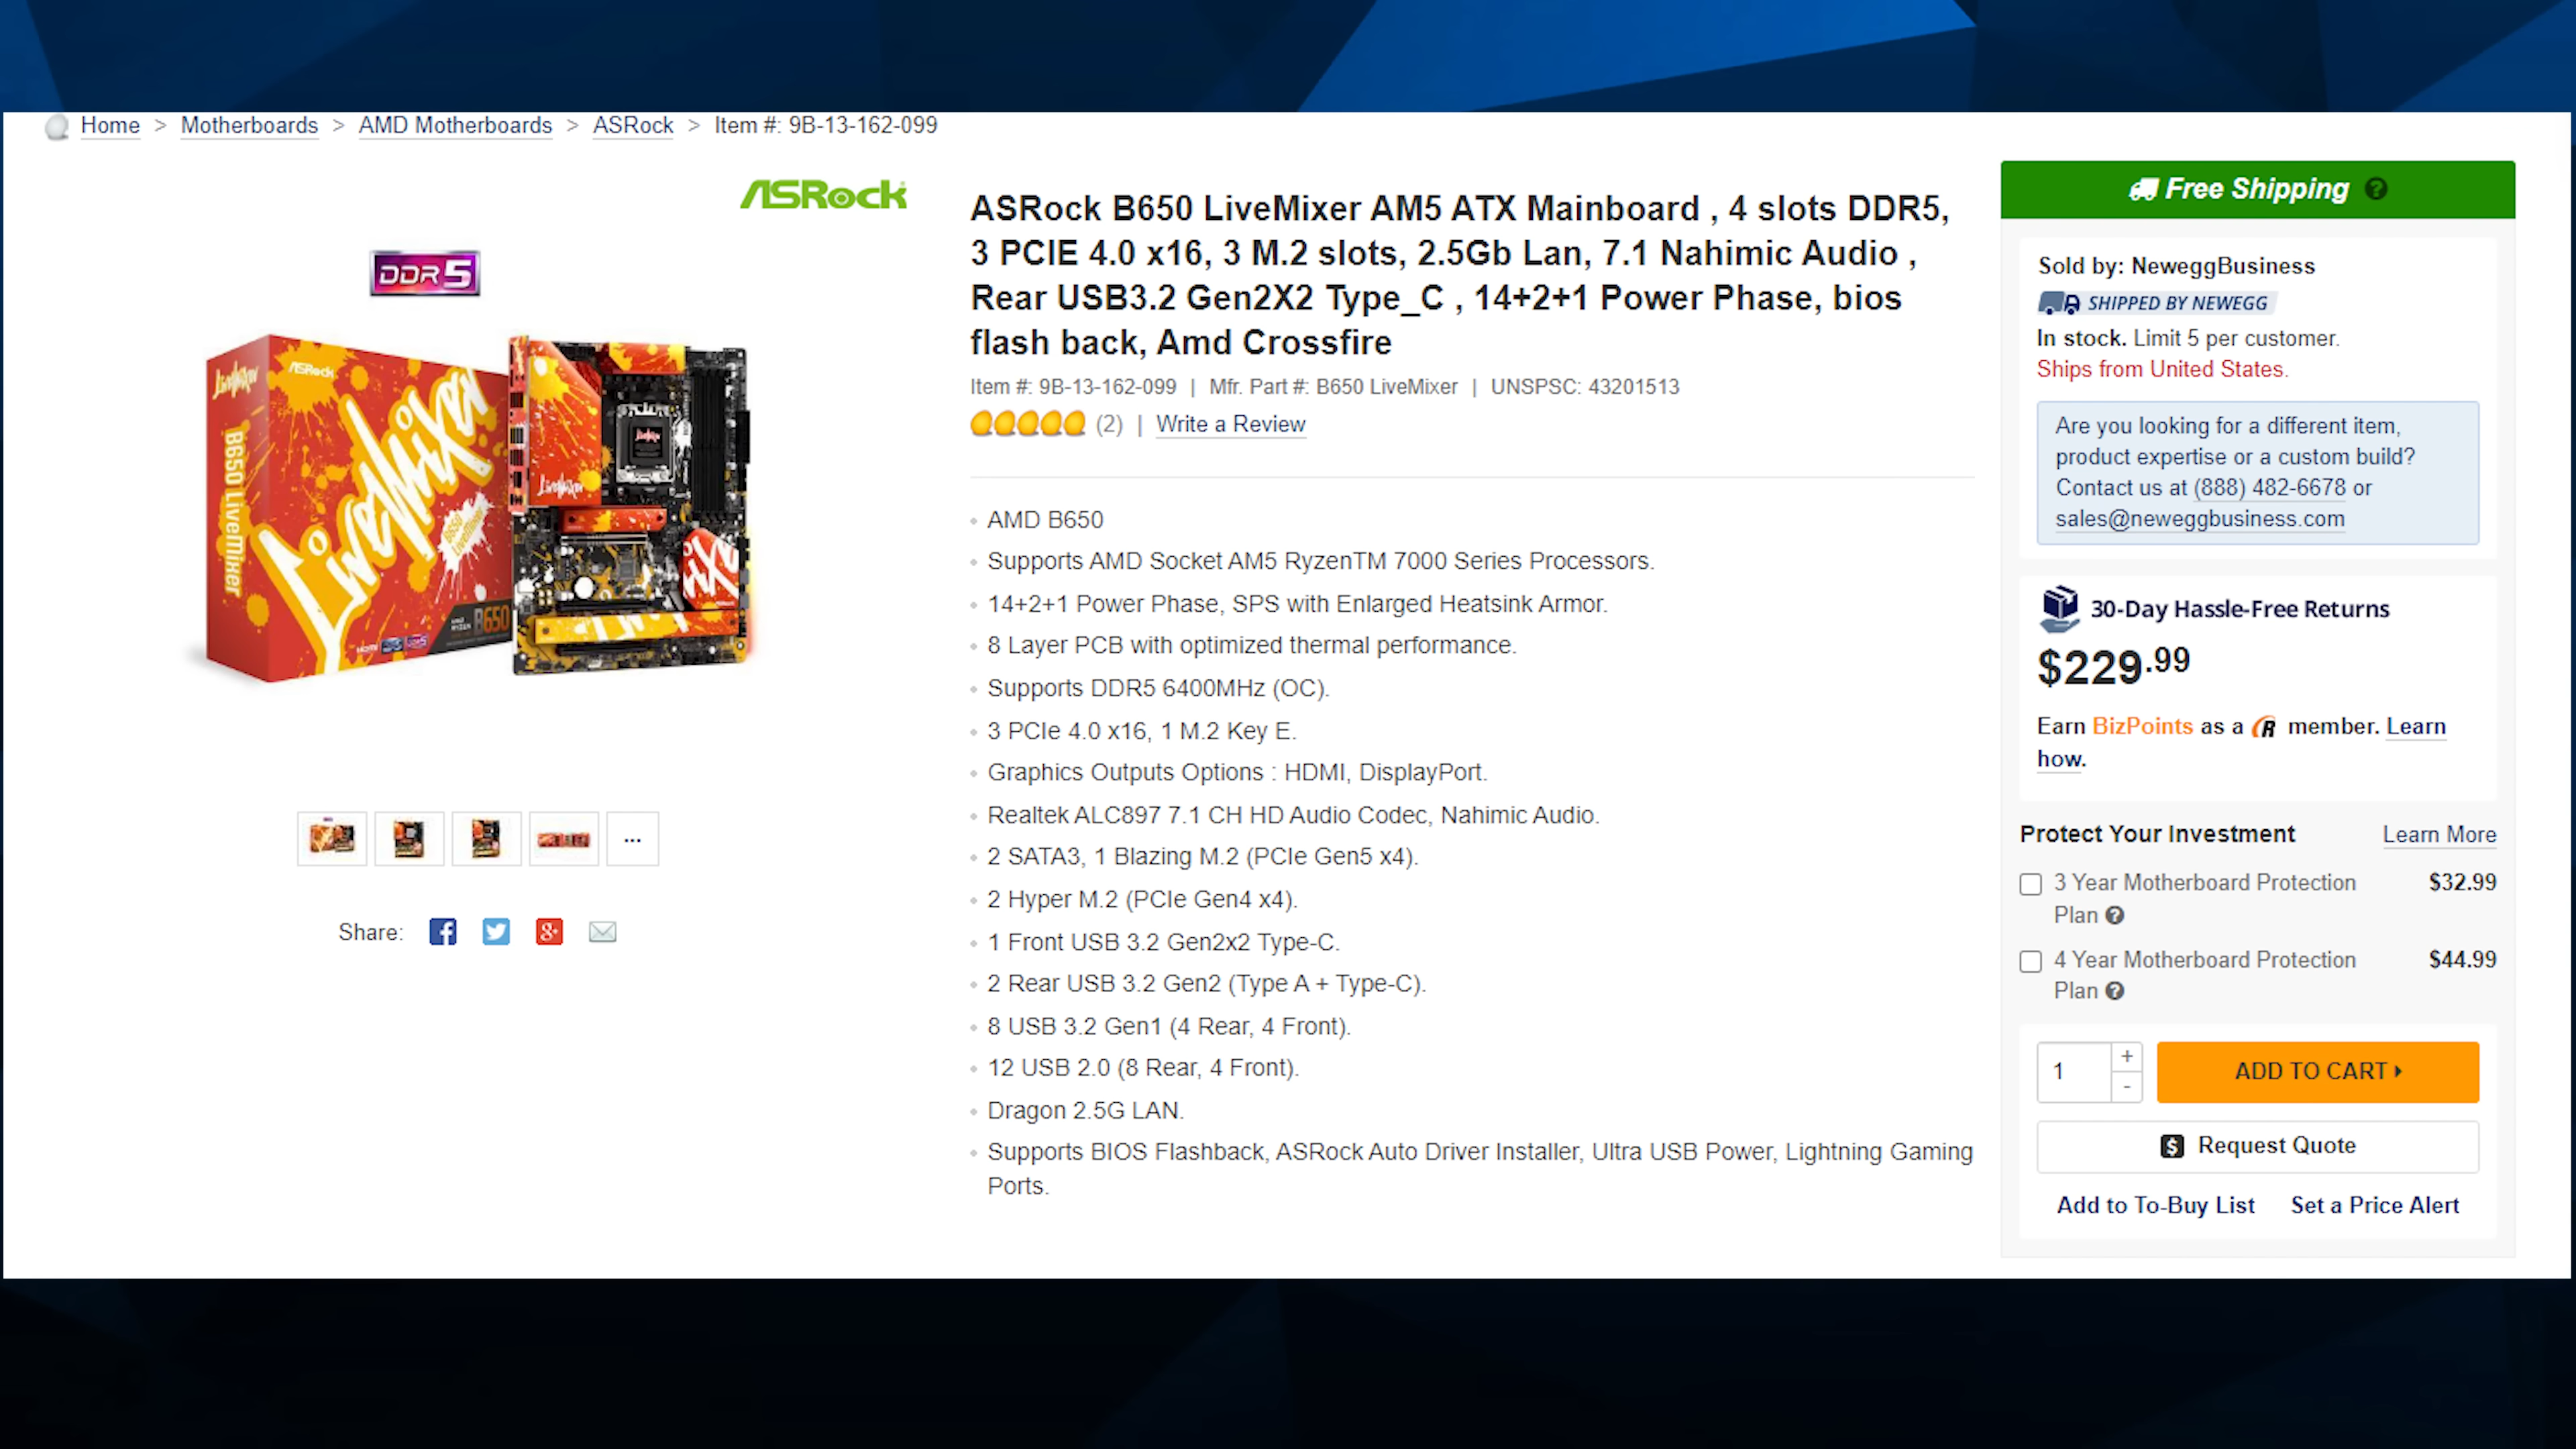 Home > Motherboards > AMD Motherboards > ASRock > Item #: 9B-13-162-099
ASRock
DDR5
LiveMixer
ASRock
LiveMixer
B650 LiveMixer
B650
LiveMixer
B650
HDMI
DDR5
LiveMixer
Share:
ASRock B650 LiveMixer AM5 ATX Mainboard , 4 slots DDR5,
3 PCIE 4.0 x16, 3 M.2 slots, 2.5Gb Lan, 7.1 Nahimic Audio ,
Rear USB3.2 Gen2X2 Type_C , 14+2+1 Power Phase, bios
flash back, Amd Crossfire
Item #: 9B-13-162-099 | Mfr. Part #: B650 LiveMixer | UNSPSC: 43201513
(2) | Write a Review
AMD B650
Supports AMD Socket AM5 RyzenTM 7000 Series Processors.
14+2+1 Power Phase, SPS with Enlarged Heatsink Armor.
8 Layer PCB with optimized thermal performance.
Supports DDR5 6400MHz (OC).
3 PCIe 4.0 x16, 1 M.2 Key E.
Graphics Outputs Options : HDMI, DisplayPort.
Realtek ALC897 7.1 CH HD Audio Codec, Nahimic Audio.
2 SATA3, 1 Blazing M.2 (PCIe Gen5 x4).
2 Hyper M.2 (PCIe Gen4 x4).
1 Front USB 3.2 Gen2x2 Type-C.
2 Rear USB 3.2 Gen2 (Type A + Type-C).
8 USB 3.2 Gen1 (4 Rear, 4 Front).
12 USB 2.0 (8 Rear, 4 Front).
Dragon 2.5G LAN.
Supports BIOS Flashback, ASRock Auto Driver Installer, Ultra USB Power, Lightning Gaming
Ports.
Free Shipping ?
Sold by: NeweggBusiness
SHIPPED BY NEWEGG
In stock. Limit 5 per customer.
Ships from United States.
Are you looking for a different item,
product expertise or a custom build?
Contact us at (888) 482-6678 or
sales@neweggbusiness.com
30-Day Hassle-Free Returns
$229.99
Earn BizPoints as a R member. Learn
how.
Protect Your Investment Learn More
3 Year Motherboard Protection $32.99
Plan ?
4 Year Motherboard Protection $44.99
Plan ?
1 + -
ADD TO CART
$ Request Quote
Add to To-Buy List Set a Price Alert